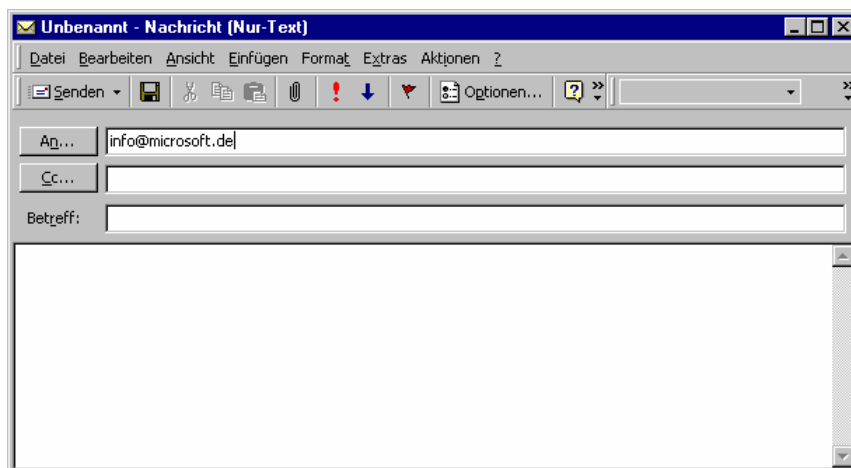 Unbenannt - Nachricht (Nur-Text)
Datei Bearbeiten Ansicht Einfügen Format Extras Aktionen ?
Senden Optionen...
An... info@microsoft.de
Cc...
Betreff: